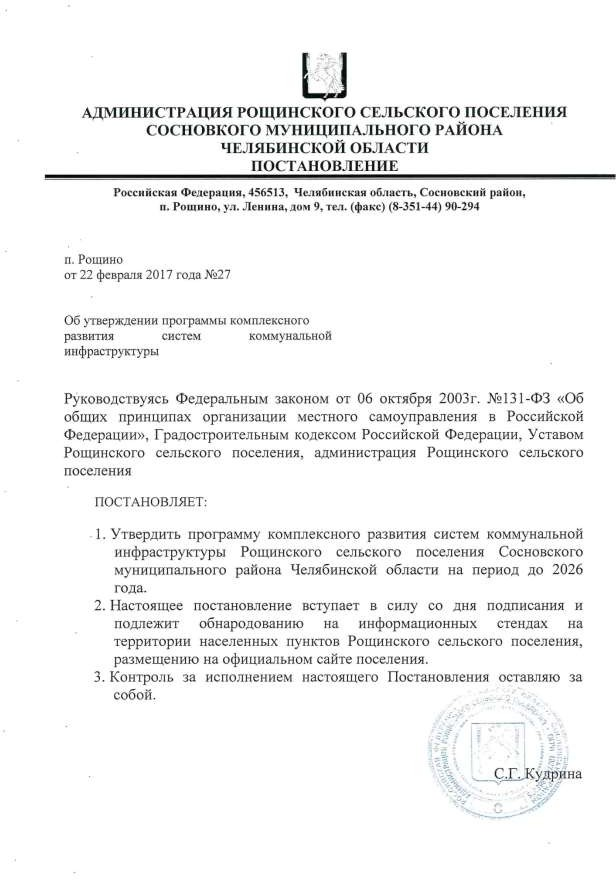 АДМИНИСТРАЦИЯ РОЩИНСКОГО СЕЛЬСКОГО ПОСЕЛЕНИЯ
СОСНОВКОГО МУНИЦИПАЛЬНОГО РАЙОНА
ЧЕЛЯБИНСКОЙ ОБЛАСТИ
ПОСТАНОВЛЕНИЕ
Российская Федерация, 456513, Челябинская область, Сосновский район,
п. Рощино, ул. Ленина, дом 9, тел. (факс) (8-351-44) 90-294
п. Рощино
от 22 февраля 2017 года №27
Об утверждении программы комплексного
развития систем коммунальной
инфраструктуры
Руководствуясь Федеральным законом от 06 октября 2003г. №131-ФЗ «Об
общих принципах организации местного самоуправления в Российской
Федерации», Градостроительным кодексом Российской Федерации, Уставом
Рощинского сельского поселения, администрация Рощинского сельского
поселения
ПОСТАНОВЛЯЕТ:
1. Утвердить программу комплексного развития систем коммунальной
инфраструктуры Рощинского сельского поселения Сосновского
муниципального района Челябинской области на период до 2026
года.
2. Настоящее постановление вступает в силу со дня подписания и
подлежит обнародованию на информационных стендах на
территории населенных пунктов Рощинского сельского поселения,
размещению на официальном сайте поселения.
3. Контроль за исполнением настоящего Постановления оставляю за
собой.
С.Г. Кудрина